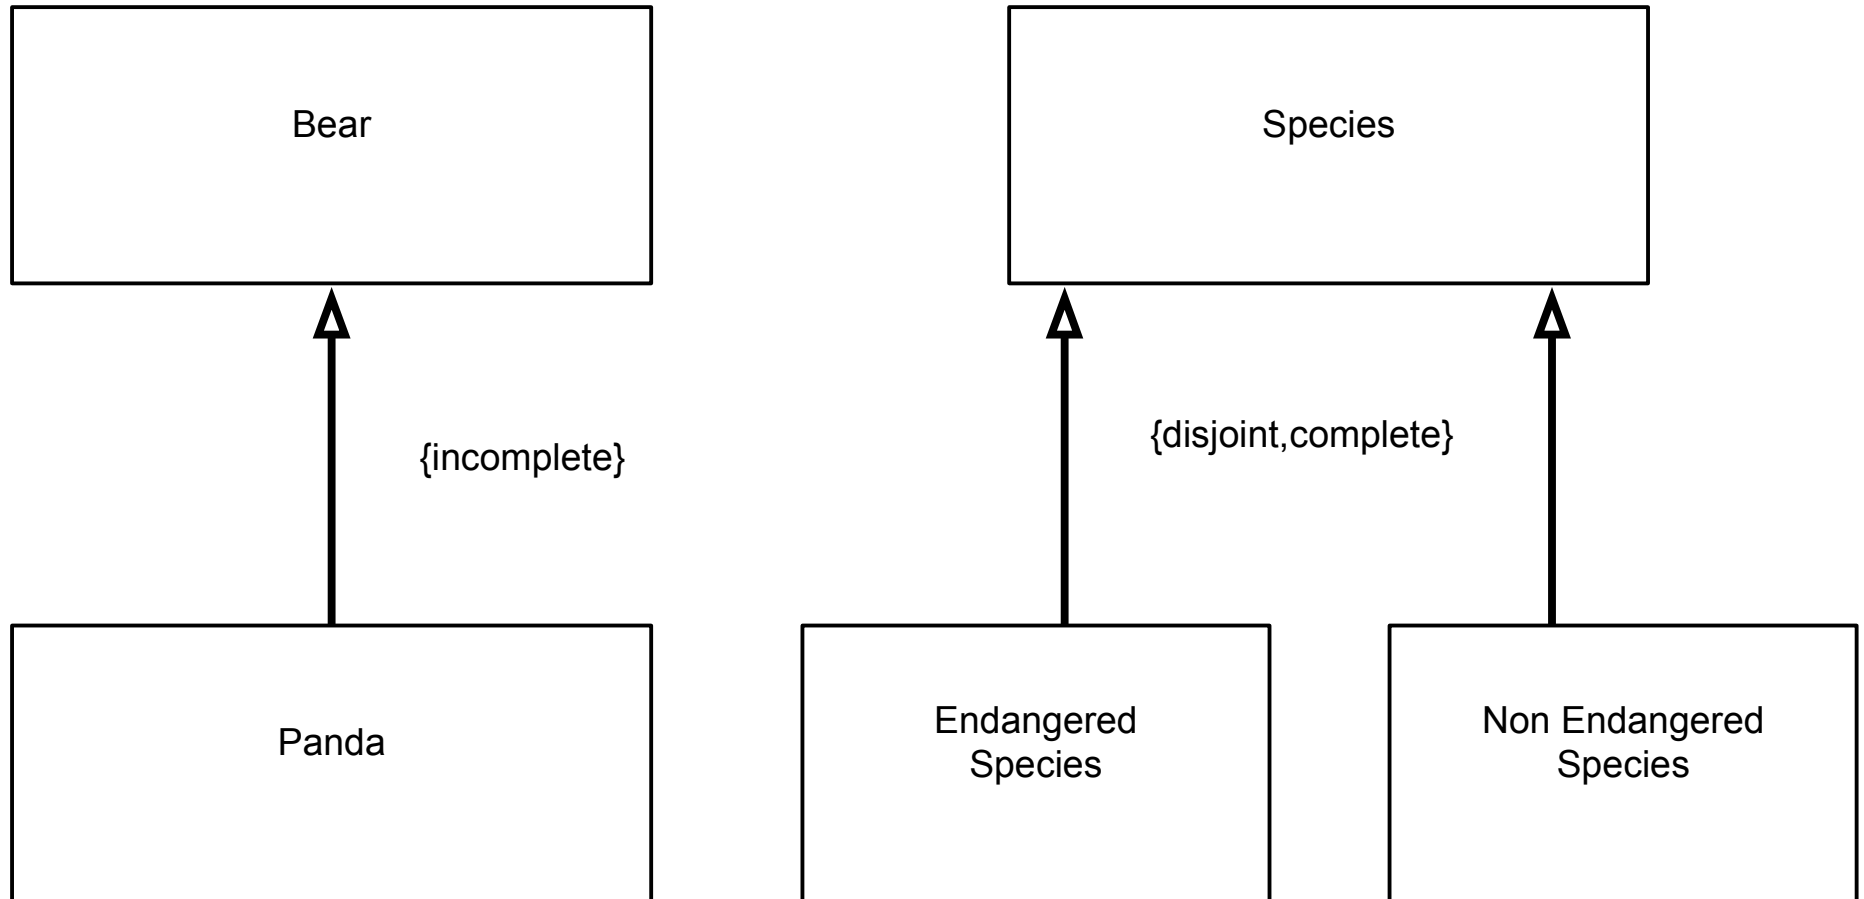 Bear
Species
{incomplete}
{disjoint,complete}
Panda
Endangered
Species
Non Endangered
Species